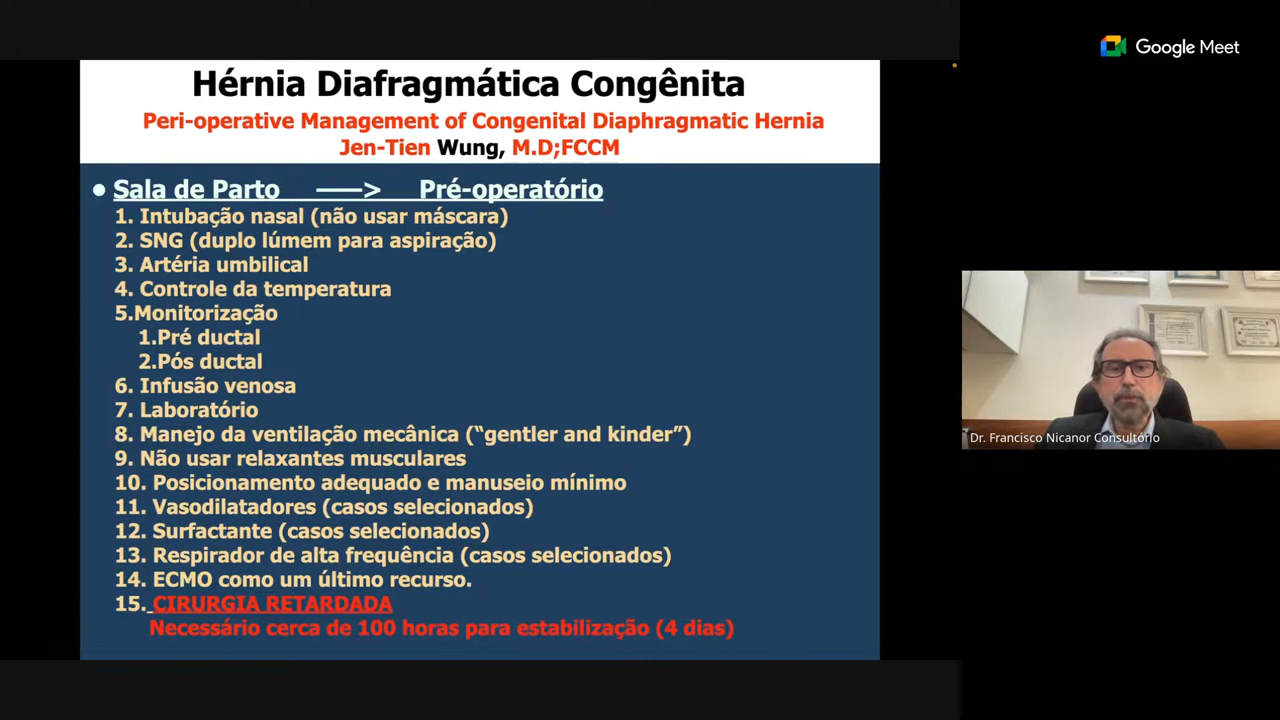 Google Meet
Hérnia Diafragmática Congênita
Peri-operative Management of Congenital Diaphragmatic Hernia
Jen-Tien Wung, M.D;FCCM
• Sala de Parto ——> Pré-operatório
1. Intubação nasal (não usar máscara)
2. SNG (duplo lúmem para aspiração)
3. Artéria umbilical
4. Controle da temperatura
5.Monitorização
1.Pré ductal
2.Pós ductal
6. Infusão venosa
7. Laboratório
8. Manejo da ventilação mecânica (“gentler and kinder”)
9. Não usar relaxantes musculares
10. Posicionamento adequado e manuseio mínimo
11. Vasodilatadores (casos selecionados)
12. Surfactante (casos selecionados)
13. Respirador de alta frequência (casos selecionados)
14. ECMO como um último recurso.
15. CIRURGIA RETARDADA
Necessário cerca de 100 horas para estabilização (4 dias)
Dr. Francisco Nicanor Consultório